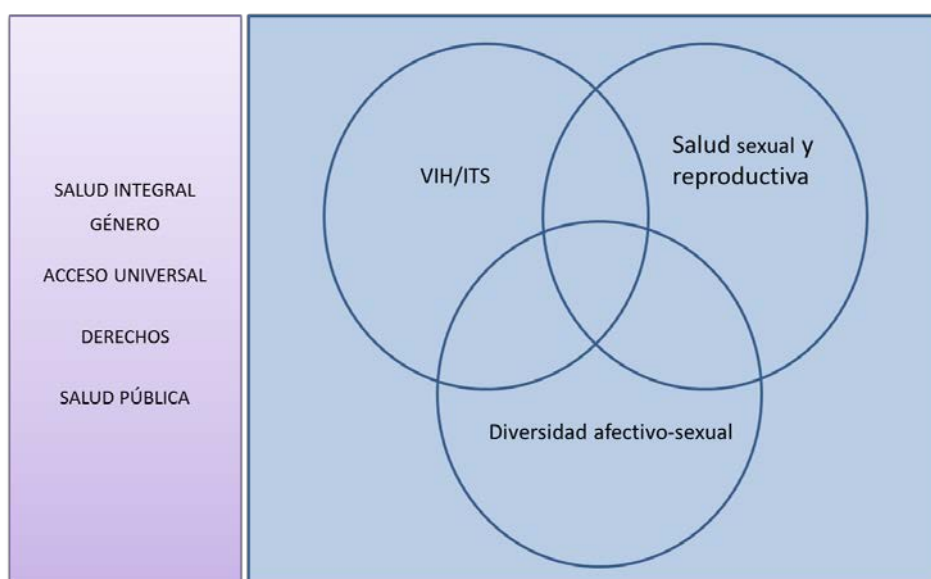 SALUD INTEGRAL
GÉNERO
ACCESO UNIVERSAL
DERECHOS
SALUD PÚBLICA
VIH/ITS
Salud sexual y
reproductiva
Diversidad afectivo-sexual